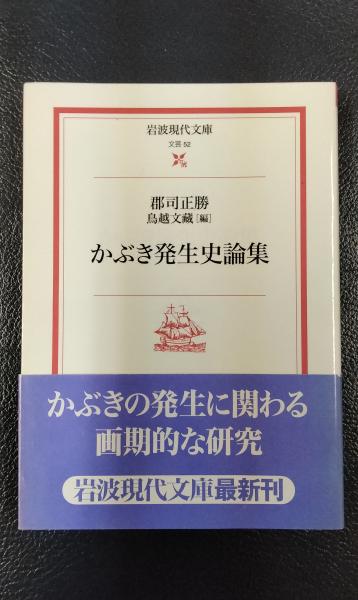 岩波現代文庫
文芸 52
郡司正勝
鳥越文藏[編]
かぶき発生史論集
かぶきの発生に関わる
画期的な研究
岩波現代文庫最新刊